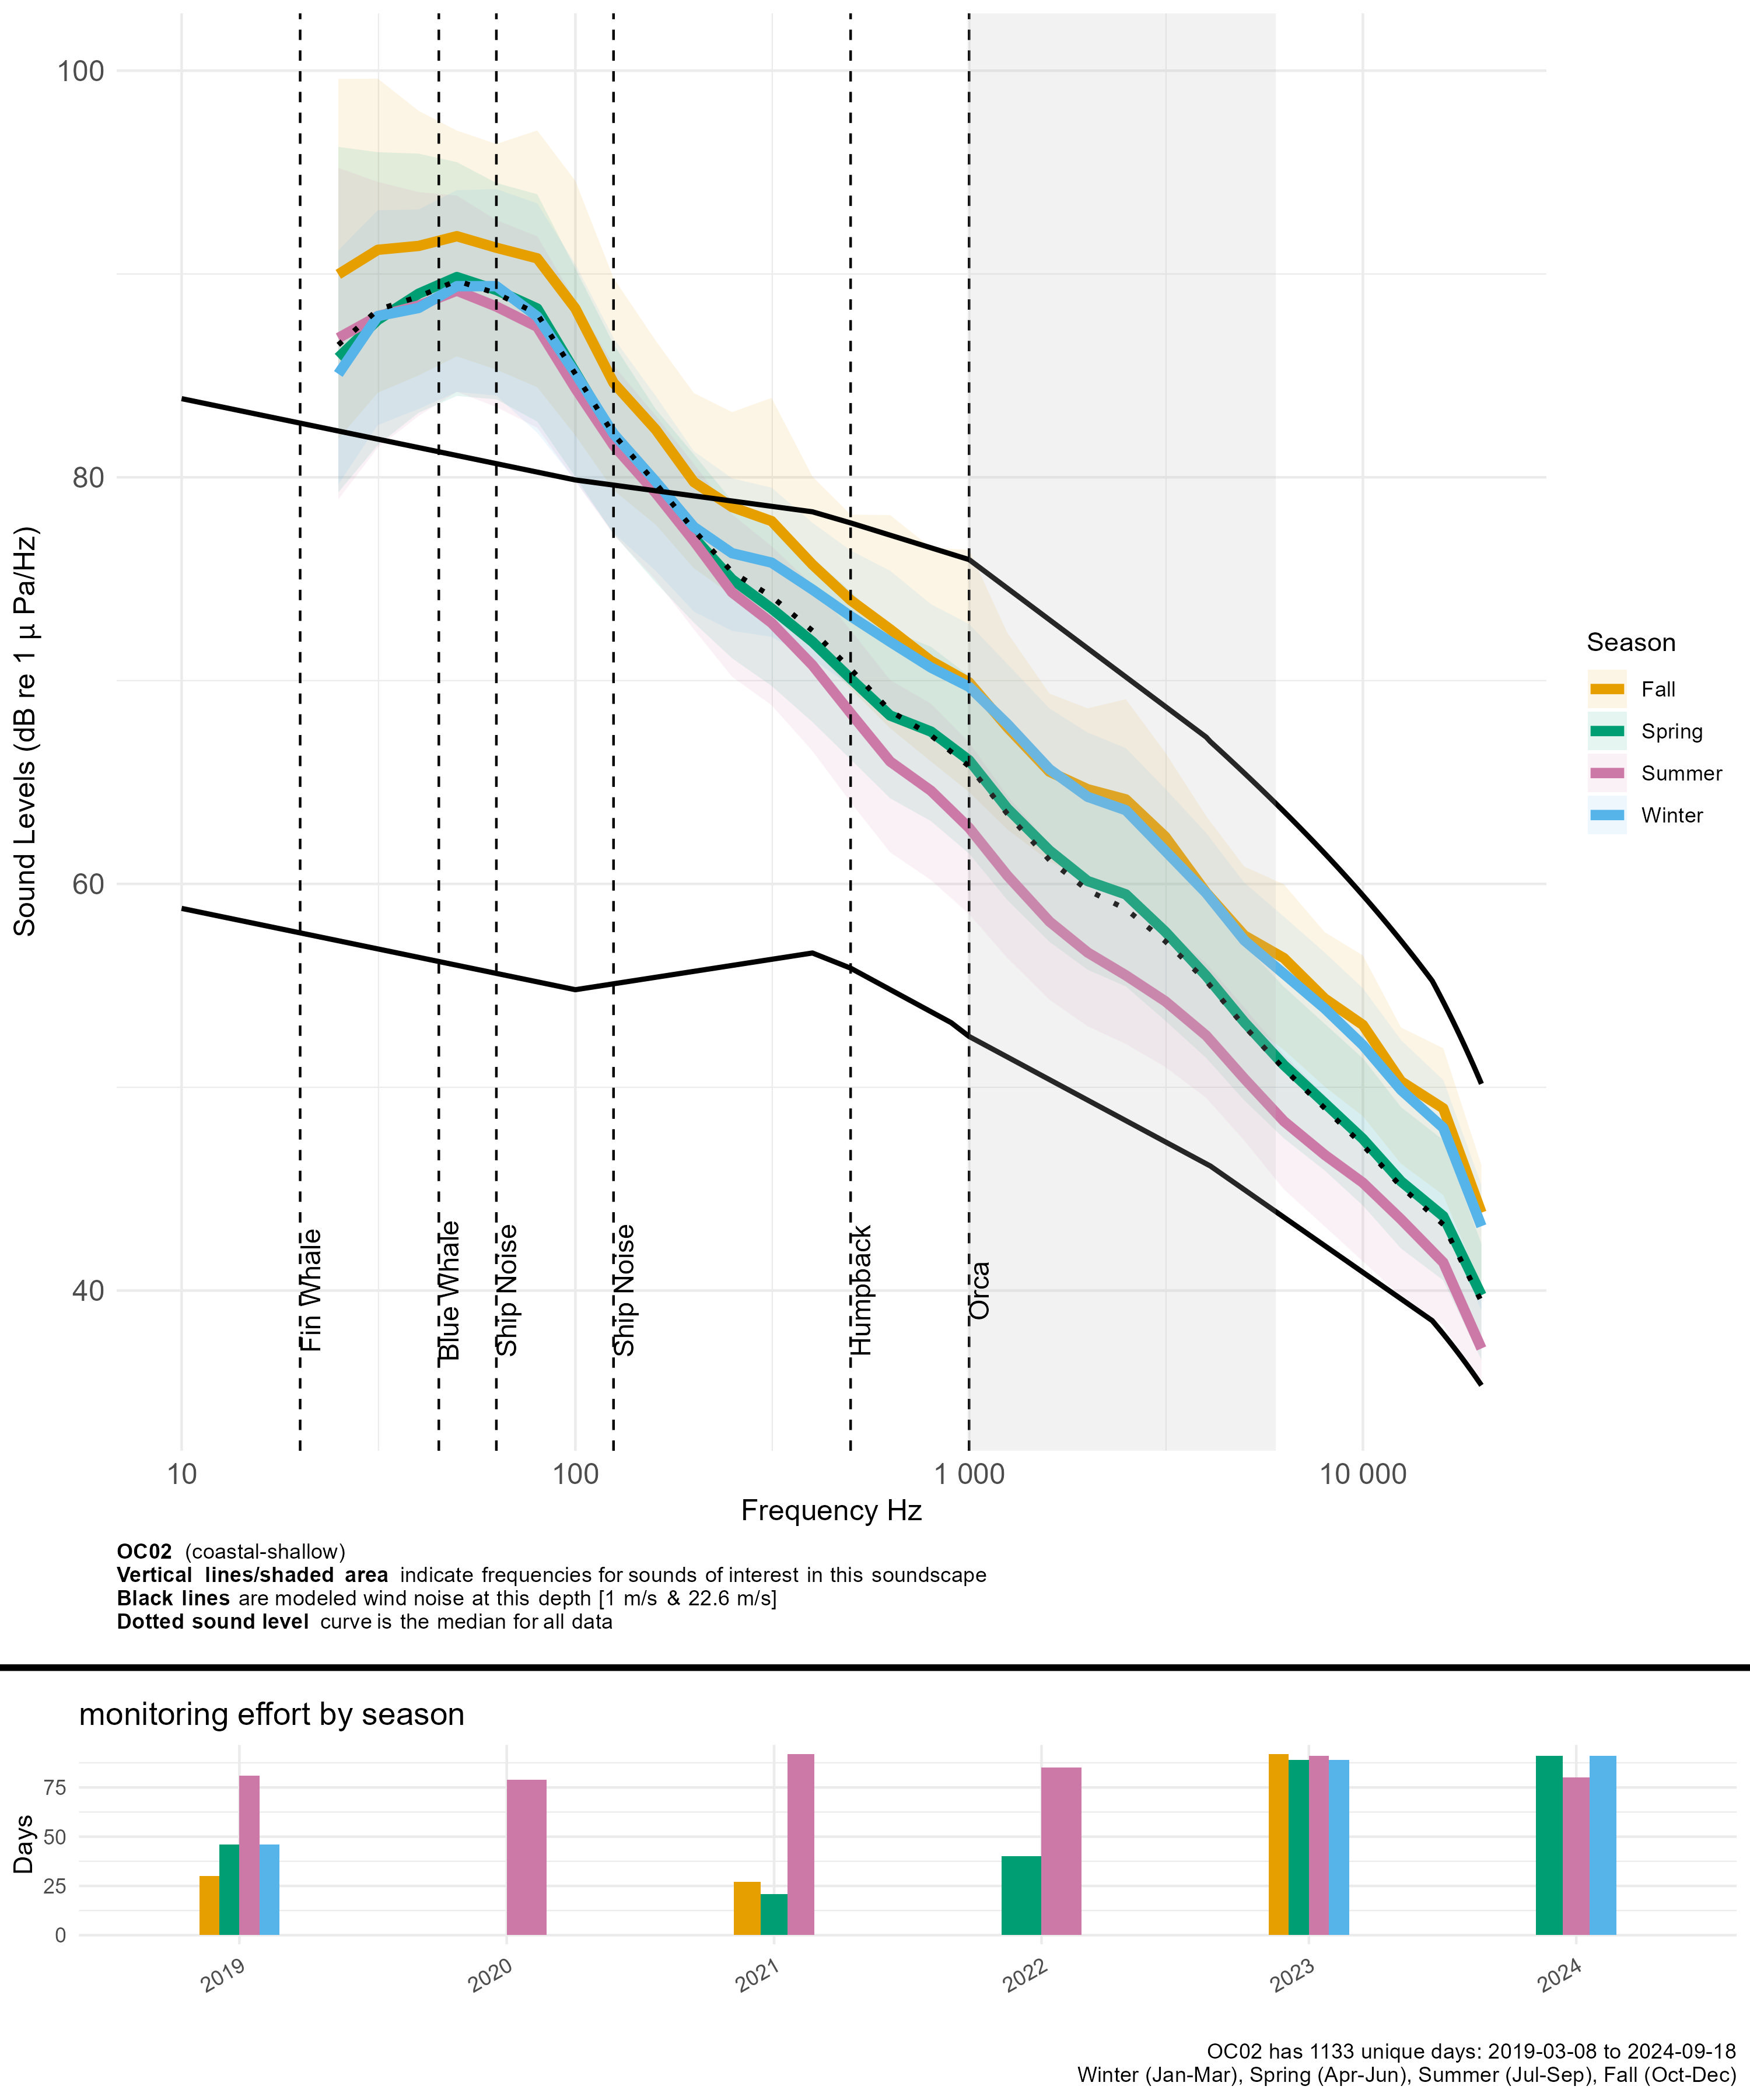 100
80
60
40
Sound Levels (dB re 1 µ Pa/Hz)
Fin Whale
Blue Whale
Ship Noise
Ship Noise
Humpback
Orca
10
100
1 000
10 000
Frequency Hz
Season
Fall
Spring
Summer
Winter
OC02 (coastal-shallow)
Vertical lines/shaded area indicate frequencies for sounds of interest in this soundscape
Black lines are modeled wind noise at this depth [1 m/s & 22.6 m/s]
Dotted sound level curve is the median for all data
monitoring effort by season
Days
75
50
25
0
2019
2020
2021
2022
2023
2024
OC02 has 1133 unique days: 2019-03-08 to 2024-09-18
Winter (Jan-Mar), Spring (Apr-Jun), Summer (Jul-Sep), Fall (Oct-Dec)